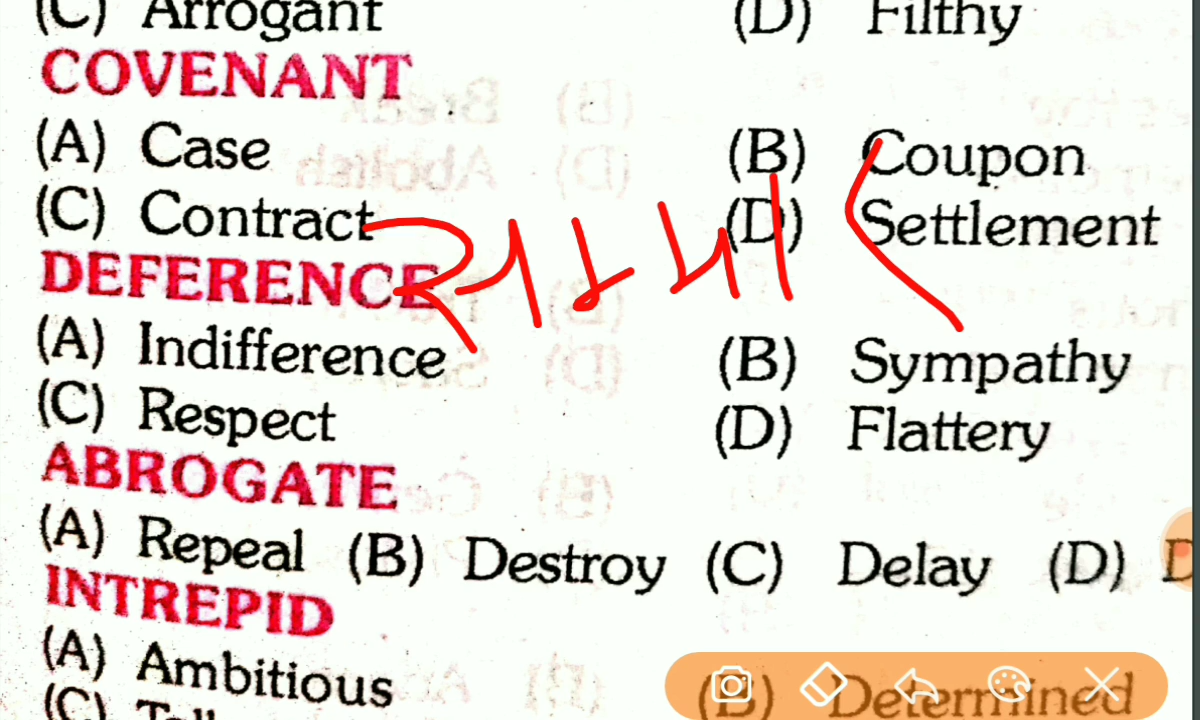 (C) Arrogant (D) Filthy
COVENANT
(A) Case (B) Coupon
(C) Contract (D) Settlement
DEFERENCE
(A) Indifference (B) Sympathy
(C) Respect (D) Flattery
ABROGATE
(A) Repeal (B) Destroy (C) Delay (D)
INTREPID
(A) Ambitious (B) Determined
(C)